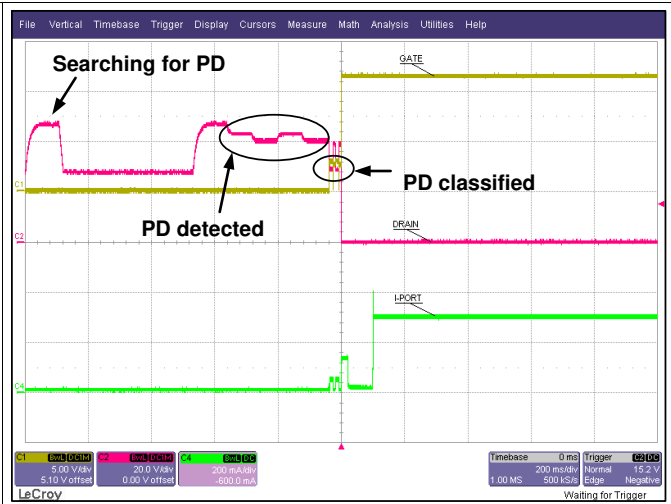 File Vertical Timebase Trigger Display Cursors Measure Math Analysis Utilities Help
Searching for PD
GATE
PD classified
C1
PD detected
DRAIN
C2
I-PORT
C4
C1 BwL DC1M
5.00 V/div
5.10 V offset
C2 BwL DC1M
20.0 V/div
0.00 V offset
C4 BwL DC
200 mA/div
-600.0 mA
Timebase 0 ms
200 ms/div
1.00 MS 500 kS/s
Trigger C2 DC
Normal 15.2 V
Edge Negative
LeCroy
Waiting for Trigger